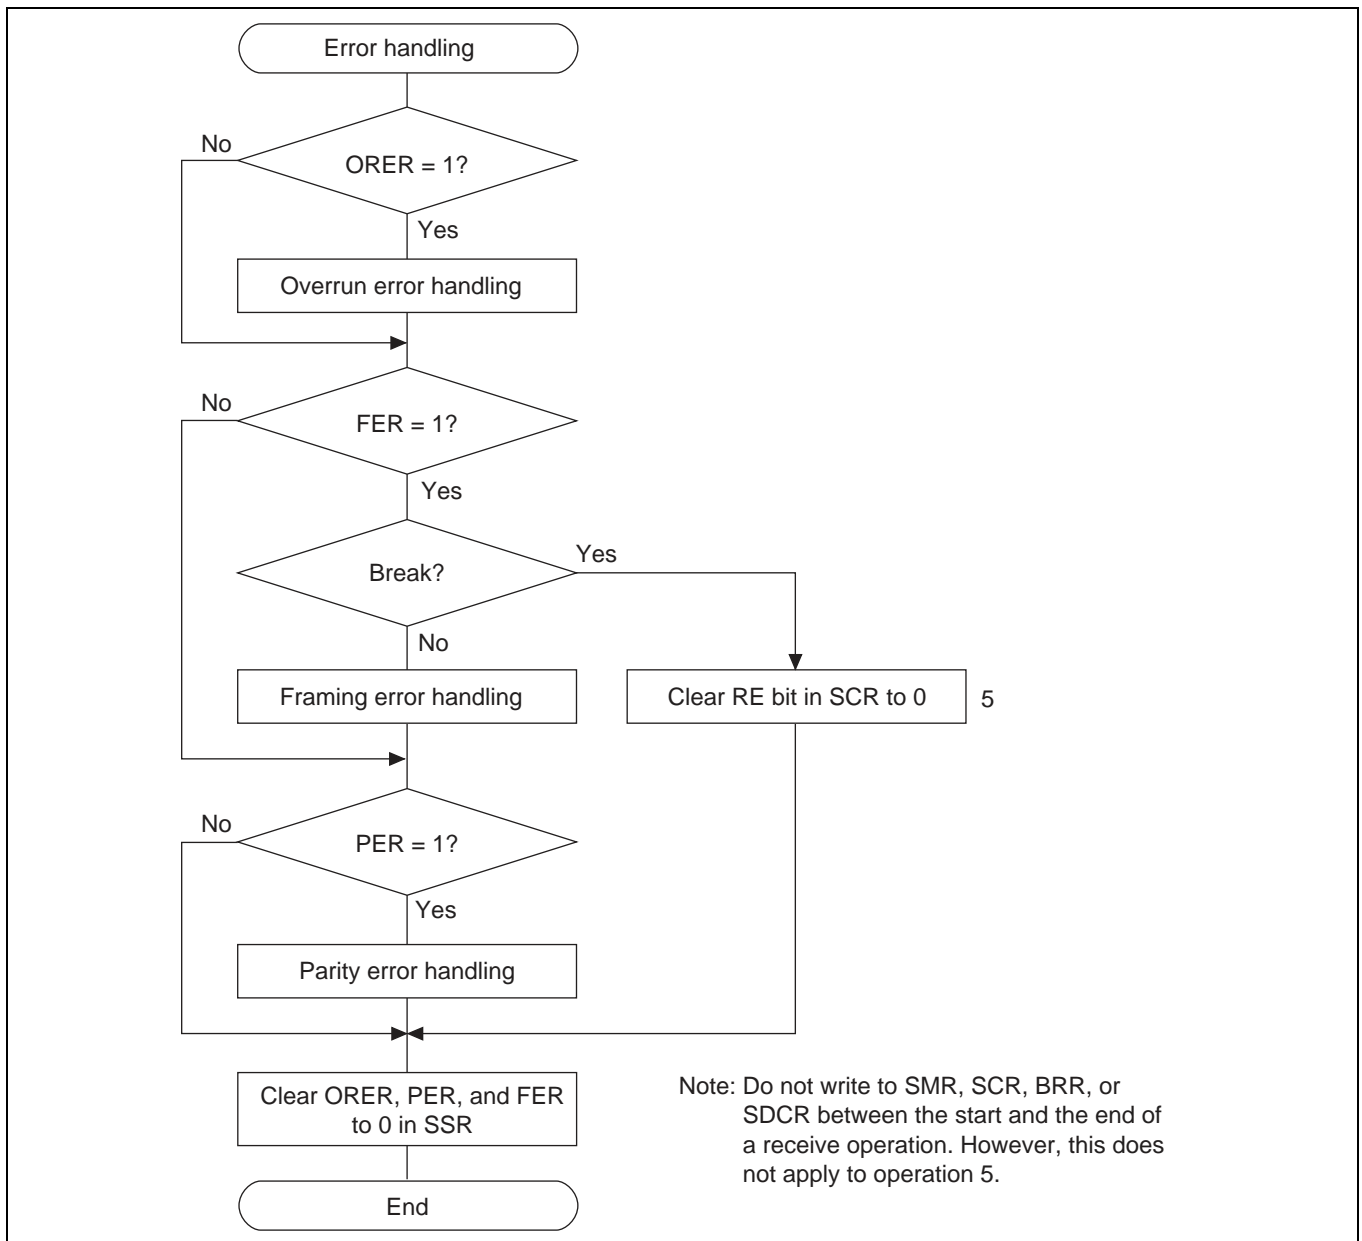 Error handling
No
ORER = 1?
Yes
Overrun error handling
No
FER = 1?
Yes
Break?
Yes
No
Framing error handling
Clear RE bit in SCR to 0
5
No
PER = 1?
Yes
Parity error handling
Clear ORER, PER, and FER
to 0 in SSR
Note: Do not write to SMR, SCR, BRR, or
SDCR between the start and the end of
a receive operation. However, this does
not apply to operation 5.
End